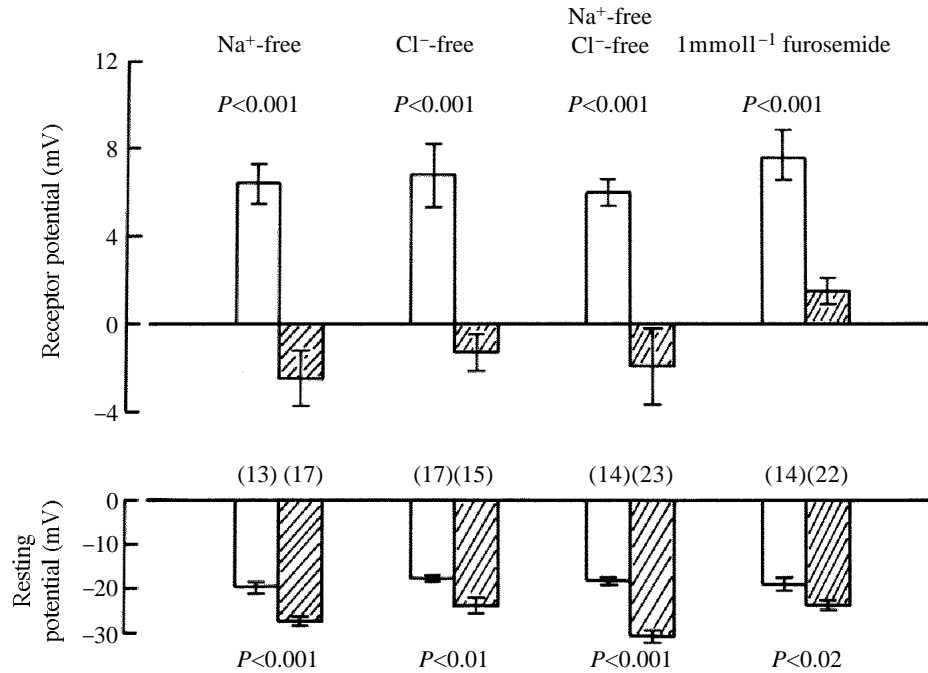 Na⁺-free
Cl⁻-free
Na⁺-free
Cl⁻-free
1mmoll⁻¹ furosemide
12
8
4
0
−4
Receptor potential (mV)
P<0.001
P<0.001
P<0.001
P<0.001
(13) (17)
(17)(15)
(14)(23)
(14)(22)
0
−10
−20
−30
Resting
potential (mV)
P<0.001
P<0.01
P<0.001
P<0.02